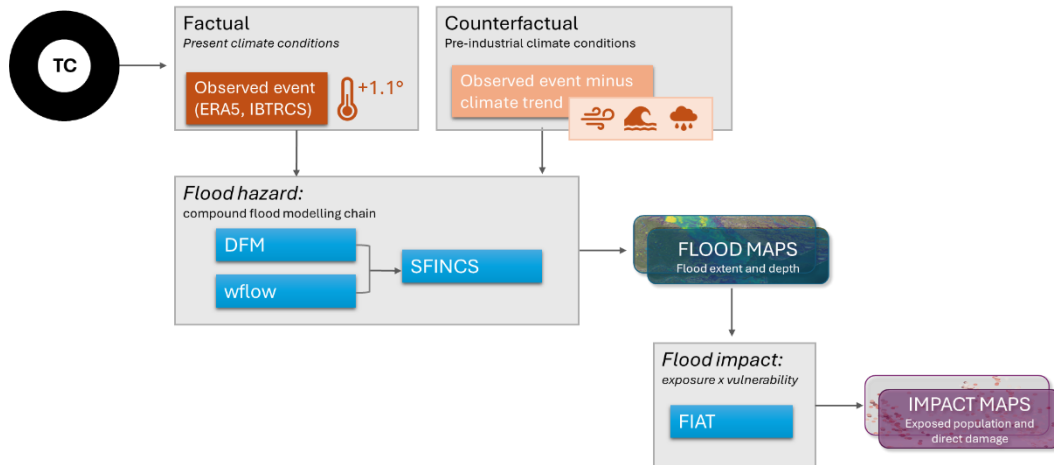 TC
Factual
Present climate conditions
Observed event
(ERA5, IBTRCS)
+1.1°
Counterfactual
Pre-industrial climate conditions
Observed event minus
climate trend
Flood hazard:
compound flood modelling chain
DFM
wflow
SFINCS
FLOOD MAPS
Flood extent and depth
Flood impact:
exposure x vulnerability
FIAT
IMPACT MAPS
Exposed population and
direct damage